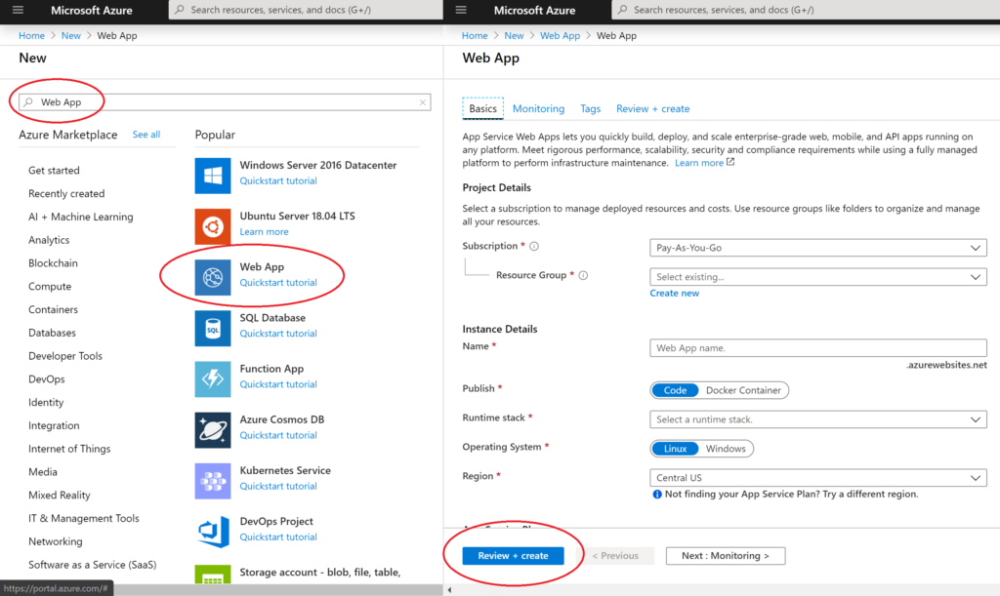 Microsoft Azure
Search resources, services, and docs (G+/)
Home > New > Web App
New
Web App
Azure Marketplace See all
Get started
Recently created
AI + Machine Learning
Analytics
Blockchain
Compute
Containers
Databases
Developer Tools
DevOps
Identity
Integration
Internet of Things
Media
Mixed Reality
IT & Management Tools
Networking
Software as a Service (SaaS)
https://portal.azure.com/#
Popular
Windows Server 2016 Datacenter
Quickstart tutorial
Ubuntu Server 18.04 LTS
Learn more
Web App
Quickstart tutorial
SQL
SQL Database
Quickstart tutorial
Function App
Quickstart tutorial
Azure Cosmos DB
Quickstart tutorial
Kubernetes Service
Quickstart tutorial
DevOps Project
Quickstart tutorial
Storage account - blob, file, table,
Microsoft Azure
Search resources, services, and docs (G+/)
Home > New > Web App > Web App
Web App
Basics Monitoring Tags Review + create
App Service Web Apps lets you quickly build, deploy, and scale enterprise-grade web, mobile, and API apps running on
any platform. Meet rigorous performance, scalability, security and compliance requirements while using a fully managed
platform to perform infrastructure maintenance. Learn more
Project Details
Select a subscription to manage deployed resources and costs. Use resource groups like folders to organize and manage
all your resources.
Subscription * Pay-As-You-Go
Resource Group * Select existing...
Create new
Instance Details
Name * Web App name.
.azurewebsites.net
Publish * Code Docker Container
Runtime stack * Select a runtime stack.
Operating System * Linux Windows
Region * Central US
Not finding your App Service Plan? Try a different region.
Review + create < Previous Next : Monitoring >